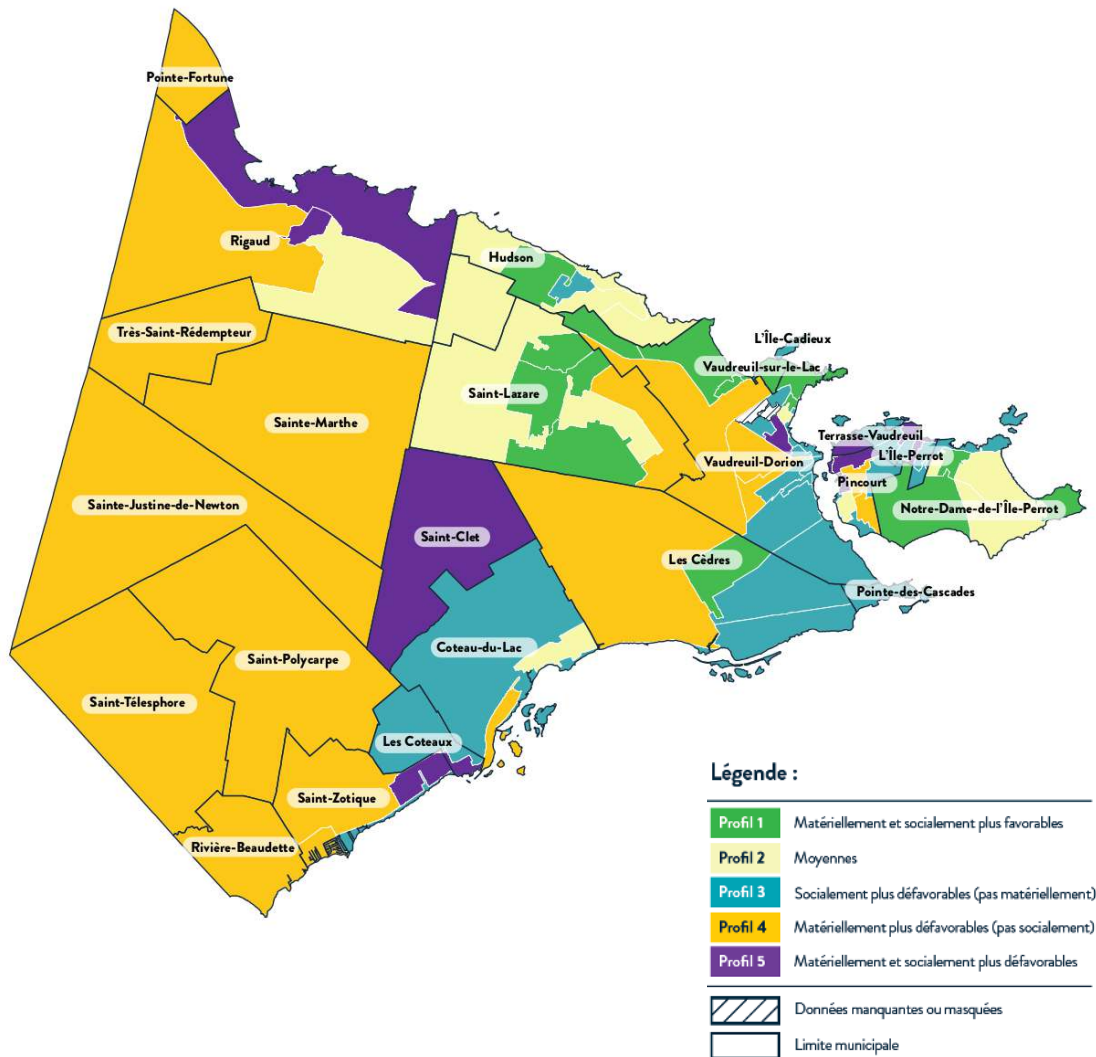 Pointe-Fortune
Rigaud
Hudson
L'Île-Cadieux
Très-Saint-Rédempteur
Vaudreuil-sur-le-Lac
Saint-Lazare
Sainte-Marthe
Terrasse-Vaudreuil
L'Île-Perrot
Vaudreuil-Dorion
Pincourt
Sainte-Justine-de-Newton
Notre-Dame-de-l'Île-Perrot
Saint-Clet
Les Cèdres
Pointe-des-Cascades
Coteau-du-Lac
Saint-Polycarpe
Saint-Télesphore
Les Coteaux
Saint-Zotique
Rivière-Beaudette
Légende :
Profil 1 Matériellement et socialement plus favorables
Profil 2 Moyennes
Profil 3 Socialement plus défavorables (pas matériellement)
Profil 4 Matériellement plus défavorables (pas socialement)
Profil 5 Matériellement et socialement plus défavorables
Données manquantes ou masquées
Limite municipale